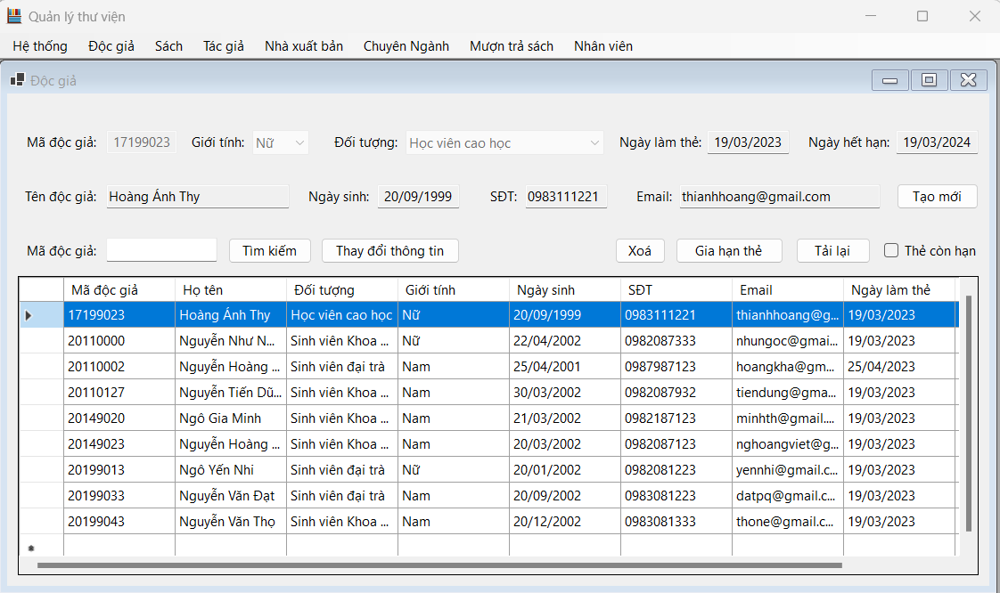 Quản lý thư viện
Hệ thống Độc giả Sách Tác giả Nhà xuất bản Chuyên Ngành Mượn trả sách Nhân viên
Độc giả
Mã độc giả: 17199023 Giới tính: Nữ Đối tượng: Học viên cao học Ngày làm thẻ: 19/03/2023 Ngày hết hạn: 19/03/2024
Tên độc giả: Hoàng Ánh Thy Ngày sinh: 20/09/1999 SĐT: 0983111221 Email: thianhhoang@gmail.com Tạo mới
Mã độc giả: Tìm kiếm Thay đổi thông tin Xoá Gia hạn thẻ Tải lại Thẻ còn hạn
Mã độc giả Họ tên Đối tượng Giới tính Ngày sinh SĐT Email Ngày làm thẻ
17199023 Hoàng Ánh Thy Học viên cao học Nữ 20/09/1999 0983111221 thianhhoang@g... 19/03/2023
20110000 Nguyễn Như N... Sinh viên Khoa ... Nữ 22/04/2002 0982087333 nhungoc@gmai... 19/03/2023
20110002 Nguyễn Hoàng ... Sinh viên đại trà Nam 25/04/2001 0987987123 hoangkha@gm... 25/04/2023
20110127 Nguyễn Tiến Dũ... Sinh viên Khoa ... Nam 30/03/2002 0982087932 tiendung@gma... 19/03/2023
20149020 Ngô Gia Minh Sinh viên Khoa ... Nam 21/03/2002 0982187123 minhth@gmail.... 19/03/2023
20149023 Nguyễn Hoàng ... Sinh viên Khoa ... Nam 20/03/2002 0982087123 nghoangviet@g... 19/03/2023
20199013 Ngô Yến Nhi Sinh viên đại trà Nữ 20/01/2002 0982081223 yennhi@gmail.c... 19/03/2023
20199033 Nguyễn Văn Đạt Sinh viên đại trà Nam 20/09/2002 0983081223 datpq@gmail.c... 19/03/2023
20199043 Nguyễn Văn Thọ Sinh viên Khoa ... Nam 20/12/2002 0983081333 thone@gmail.c... 19/03/2023